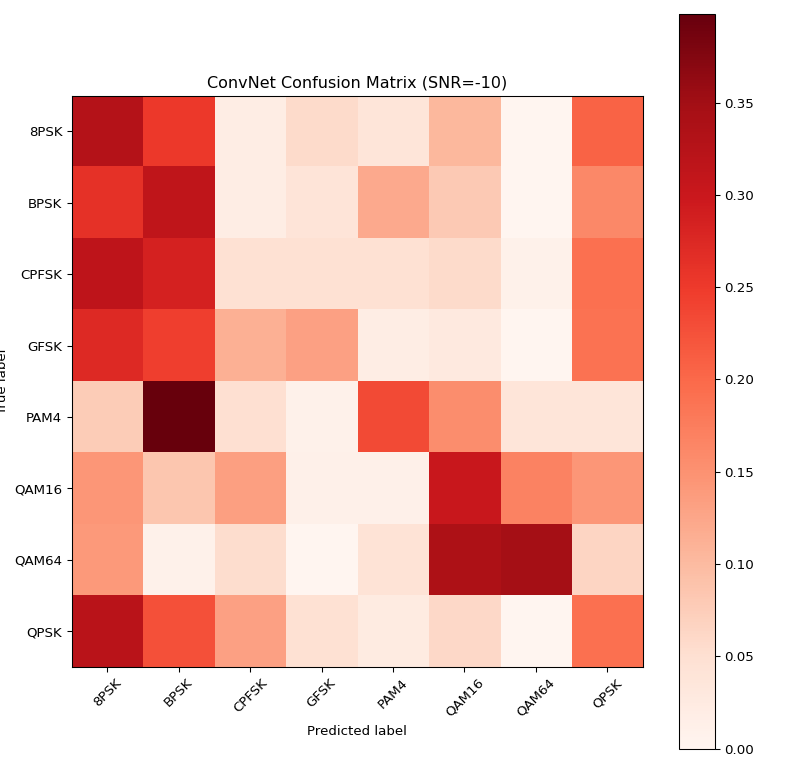 ConvNet Confusion Matrix (SNR=-10)
8PSK
BPSK
CPFSK
GFSK
PAM4
QAM16
QAM64
QPSK
8PSK
BPSK
CPFSK
GFSK
PAM4
QAM16
QAM64
QPSK
Predicted label
0.35
0.30
0.25
0.20
0.15
0.10
0.05
0.00